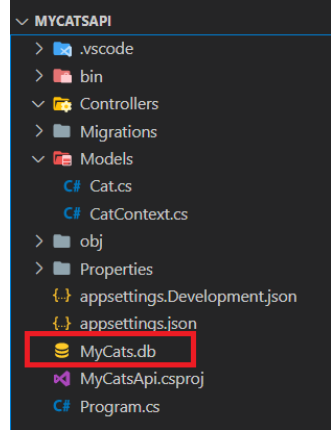 MYCATSAPI
.vscode
bin
Controllers
Migrations
Models
C# Cat.cs
C# CatContext.cs
obj
Properties
{..} appsettings.Development.json
{..} appsettings.json
MyCats.db
MyCatsApi.csproj
C# Program.cs